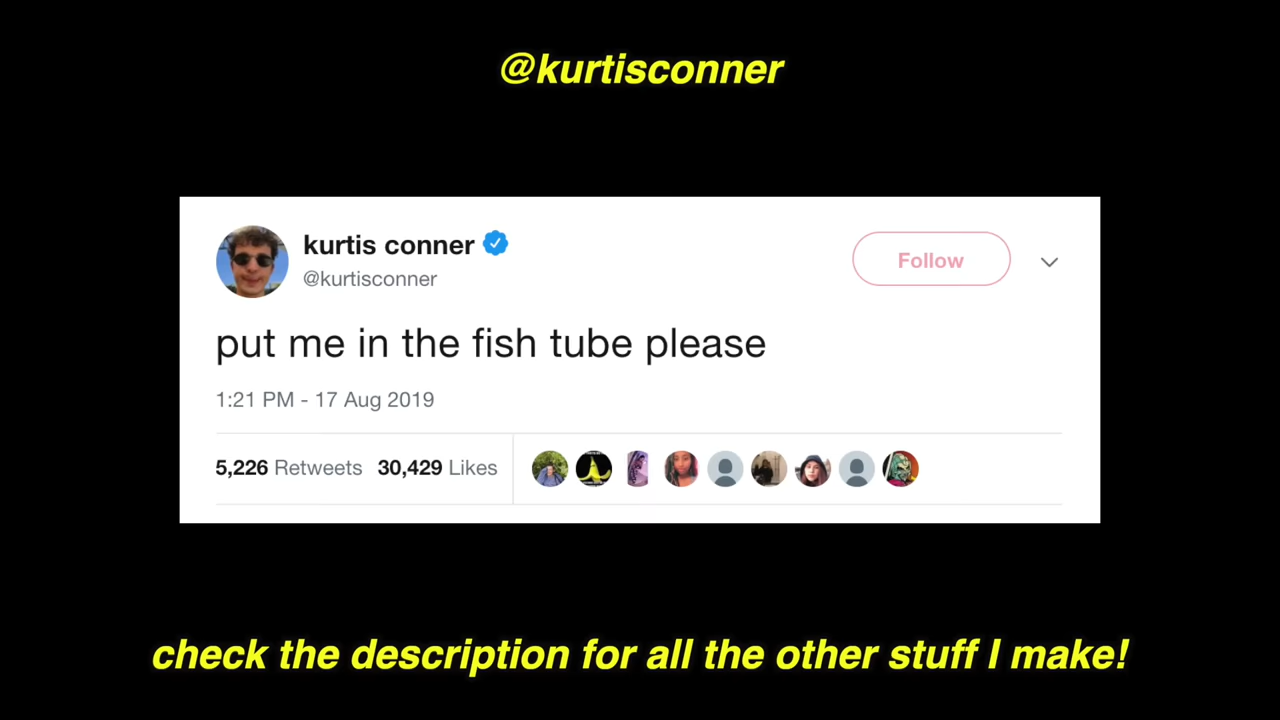 @kurtisconner
kurtis conner
@kurtisconner
Follow
put me in the fish tube please
1:21 PM - 17 Aug 2019
5,226 Retweets 30,429 Likes
check the description for all the other stuff I make!